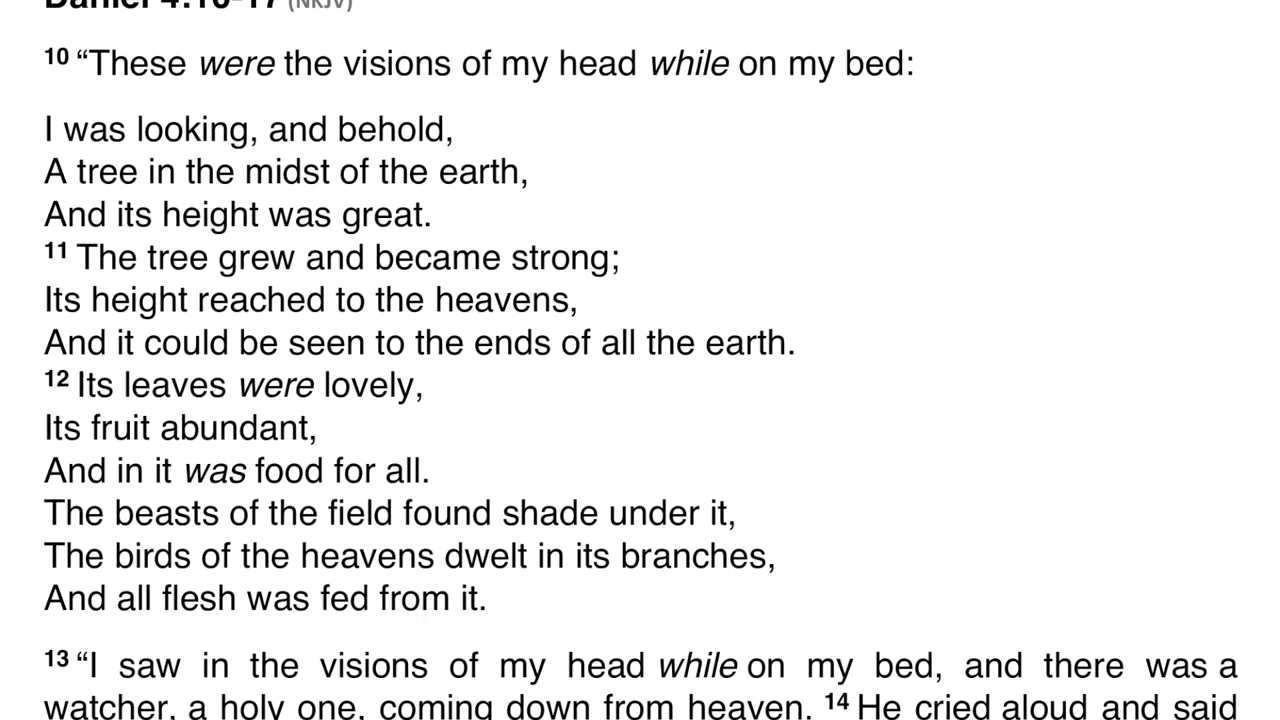 Daniel 4:10-17 (NKJV)
10 “These were the visions of my head while on my bed:
I was looking, and behold,
A tree in the midst of the earth,
And its height was great.
11 The tree grew and became strong;
Its height reached to the heavens,
And it could be seen to the ends of all the earth.
12 Its leaves were lovely,
Its fruit abundant,
And in it was food for all.
The beasts of the field found shade under it,
The birds of the heavens dwelt in its branches,
And all flesh was fed from it.
13 “I saw in the visions of my head while on my bed, and there was a
watcher, a holy one, coming down from heaven. 14 He cried aloud and said